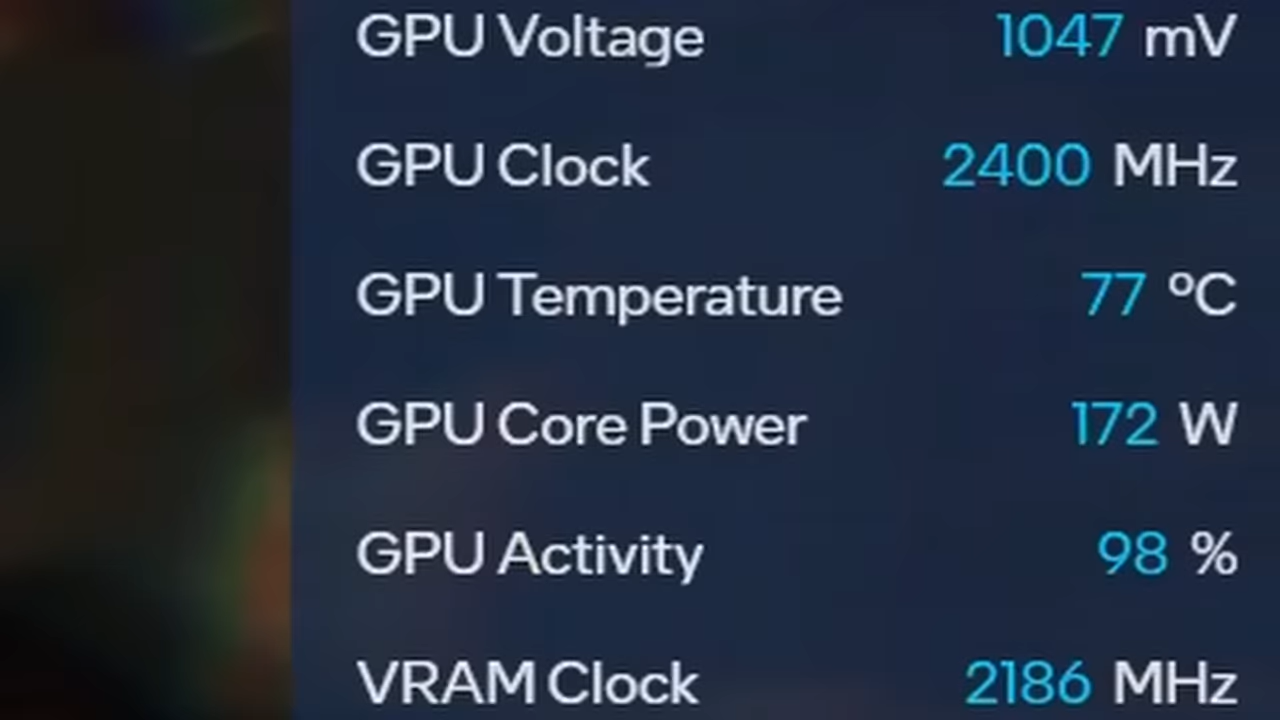 GPU Voltage 1047 mV
GPU Clock 2400 MHz
GPU Temperature 77 ºC
GPU Core Power 172 W
GPU Activity 98 %
VRAM Clock 2186 MHz